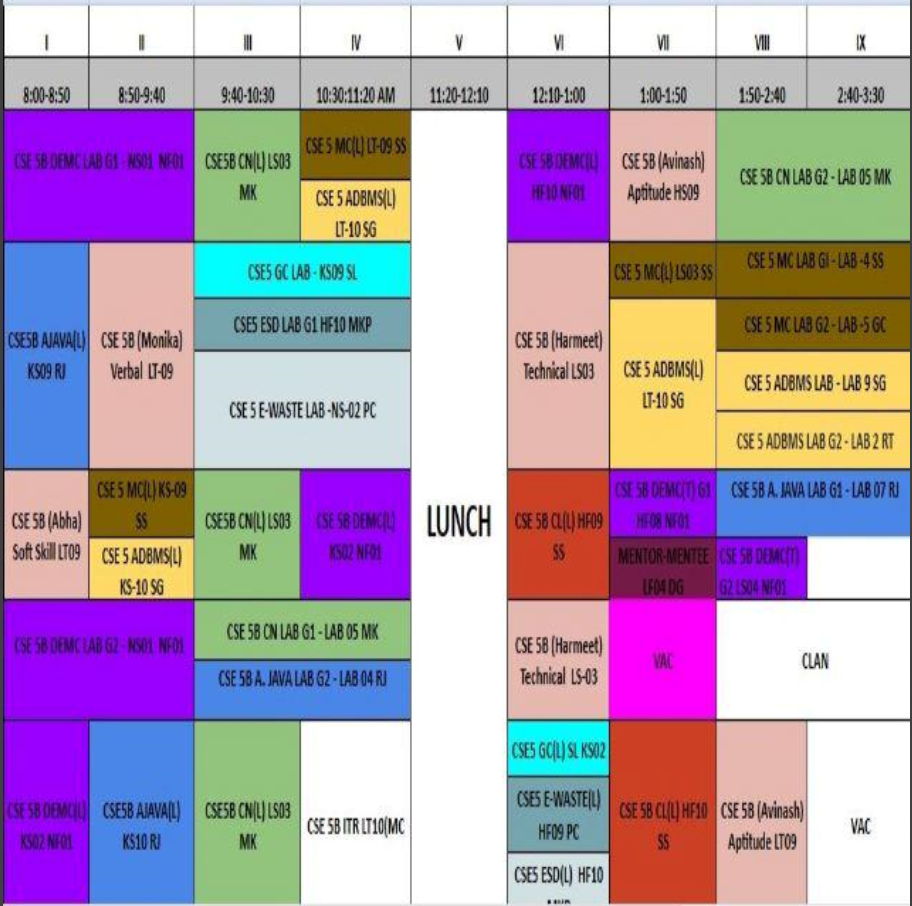 I II III IV V VI VII VIII IX
8:00-8:50 8:50-9:40 9:40-10:30 10:30:11:20 AM 11:20-12:10 12:10-1:00 1:00-1:50 1:50-2:40 2:40-3:30
CSE 5B DEMC LAB G1 - NS01 NF01
CSE5B CN(L) LS03
MK
CSE 5 MC(L) LT-09 SS
CSE 5 ADBMS(L)
LT-10 SG
CSE 5B DEMC(L)
HF10 NF01
CSE 5B (Avinash)
Aptitude HS09
CSE 5B CN LAB G2 - LAB 05 MK
CSE5B AJAVA(L)
KS09 RJ
CSE 5B (Monika)
Verbal LT-09
CSE5 GC LAB - KS09 SL
CSE5 ESD LAB G1 HF10 MKP
CSE 5 E-WASTE LAB -NS-02 PC
CSE 5B (Harmeet)
Technical LS03
CSE 5 MC(L) LS03 SS
CSE 5 ADBMS(L)
LT-10 SG
CSE 5 MC LAB GI - LAB -4 SS
CSE 5 MC LAB G2 - LAB -5 GC
CSE 5 ADBMS LAB - LAB 9 SG
CSE 5 ADBMS LAB G2 - LAB 2 RT
CSE 5B (Abha)
Soft Skill LT09
CSE 5 MC(L) KS-09
SS
CSE 5 ADBMS(L)
KS-10 SG
CSE5B CN(L) LS03
MK
CSE 5B DEMC(L)
KS02 NF01
LUNCH
CSE 5B CL(L) HF09
SS
CSE 5B DEMC(T) G1
HF08 NF01
MENTOR-MENTEE
LF04 DG
CSE 5B A. JAVA LAB G1 - LAB 07 RJ
CSE 5B DEMC(T)
G2 LS04 NF01
CSE 5B DEMC LAB G2 - NS01 NF01
CSE 5B CN LAB G1 - LAB 05 MK
CSE 5B A. JAVA LAB G2 - LAB 04 RJ
CSE 5B (Harmeet)
Technical LS-03
VAC
CLAN
CSE 5B DEMC(L)
KS02 NF01
CSE5B AJAVA(L)
KS10 RJ
CSE5B CN(L) LS03
MK
CSE 5B ITR LT10(MC
CSE5 GC(L) SL KS02
CSE5 E-WASTE(L)
HF09 PC
CSE5 ESD(L) HF10
CSE 5B CL(L) HF10
SS
CSE 5B (Avinash)
Aptitude LT09
VAC